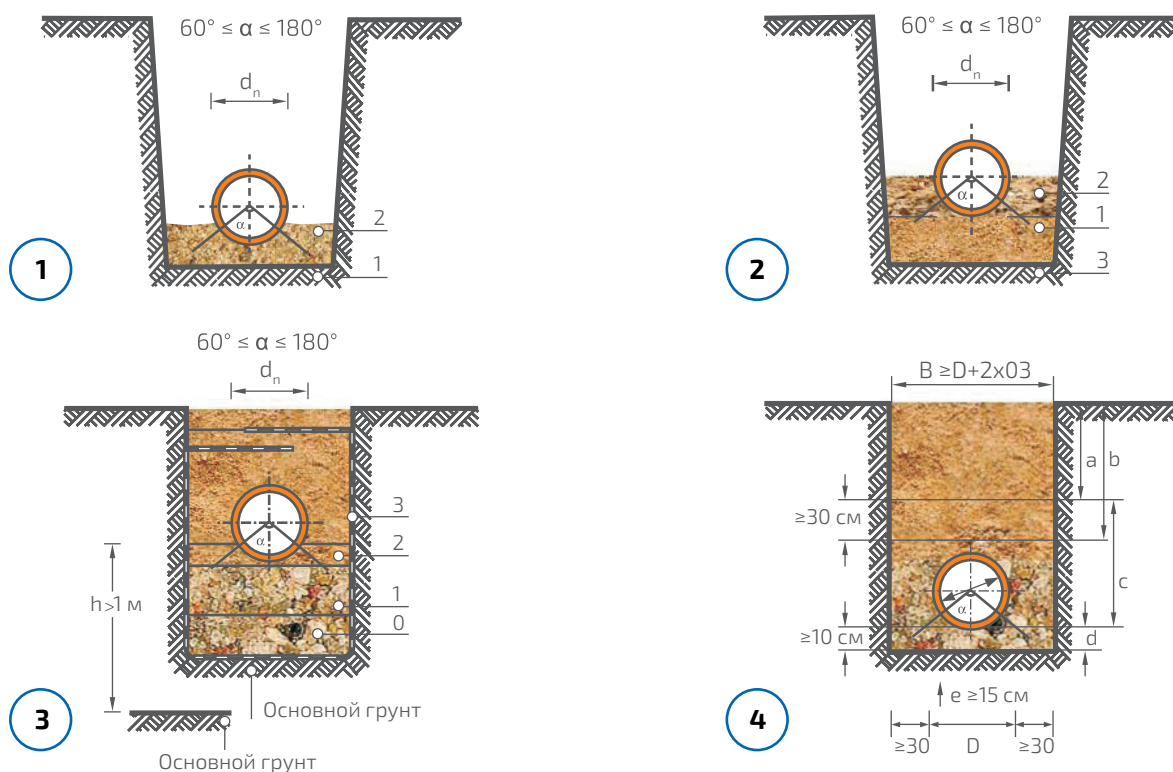 60° ≤ α ≤ 180°
dn
α
2
1
1
60° ≤ α ≤ 180°
dn
α
2
1
3
2
60° ≤ α ≤ 180°
dn
α
3
2
1
0
h>1 м
Основной грунт
Основной грунт
3
B ≥D+2x03
a
b
≥30 см
c
α
≥10 см
d
e ≥15 см
≥30
D
≥30
4